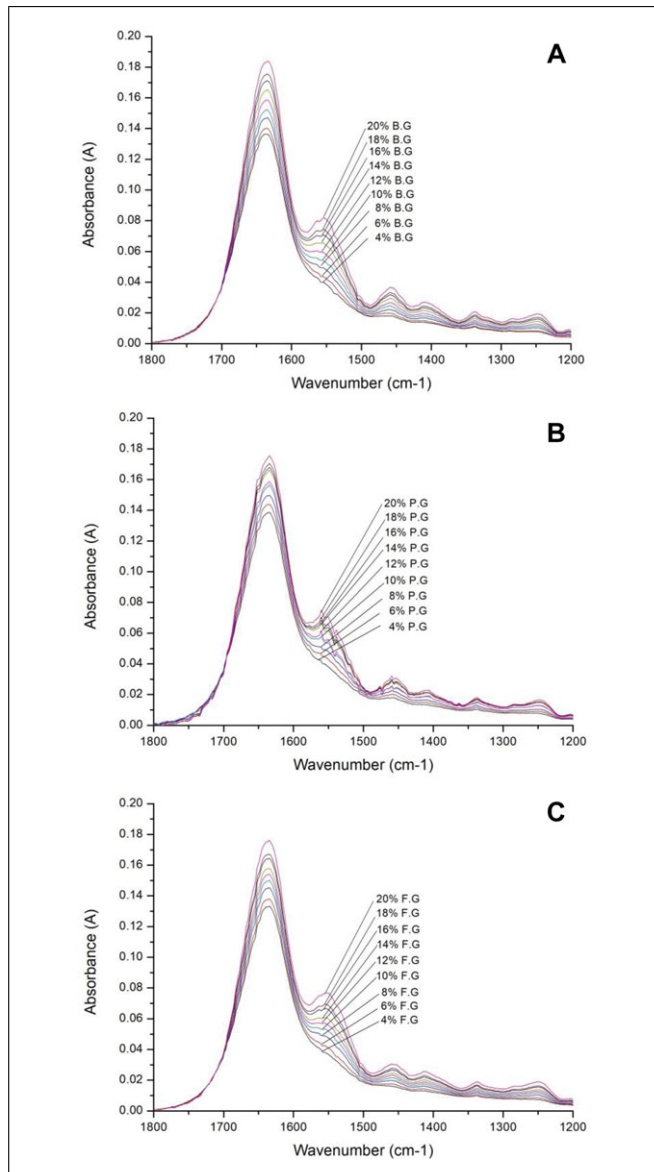 A
0.20
0.18
0.16
0.14
0.12
0.10
0.08
0.06
0.04
0.02
0.00
Absorbance (A)
20% B.G
18% B.G
16% B.G
14% B.G
12% B.G
10% B.G
8% B.G
6% B.G
4% B.G
1800 1700 1600 1500 1400 1300 1200
Wavenumber (cm-1)
B
0.20
0.18
0.16
0.14
0.12
0.10
0.08
0.06
0.04
0.02
0.00
Absorbance (A)
20% P.G
18% P.G
16% P.G
14% P.G
12% P.G
10% P.G
8% P.G
6% P.G
4% P.G
1800 1700 1600 1500 1400 1300 1200
Wavenumber (cm-1)
C
0.20
0.18
0.16
0.14
0.12
0.10
0.08
0.06
0.04
0.02
0.00
Absorbance (A)
20% F.G
18% F.G
16% F.G
14% F.G
12% F.G
10% F.G
8% F.G
6% F.G
4% F.G
1800 1700 1600 1500 1400 1300 1200
Wavenumber (cm-1)